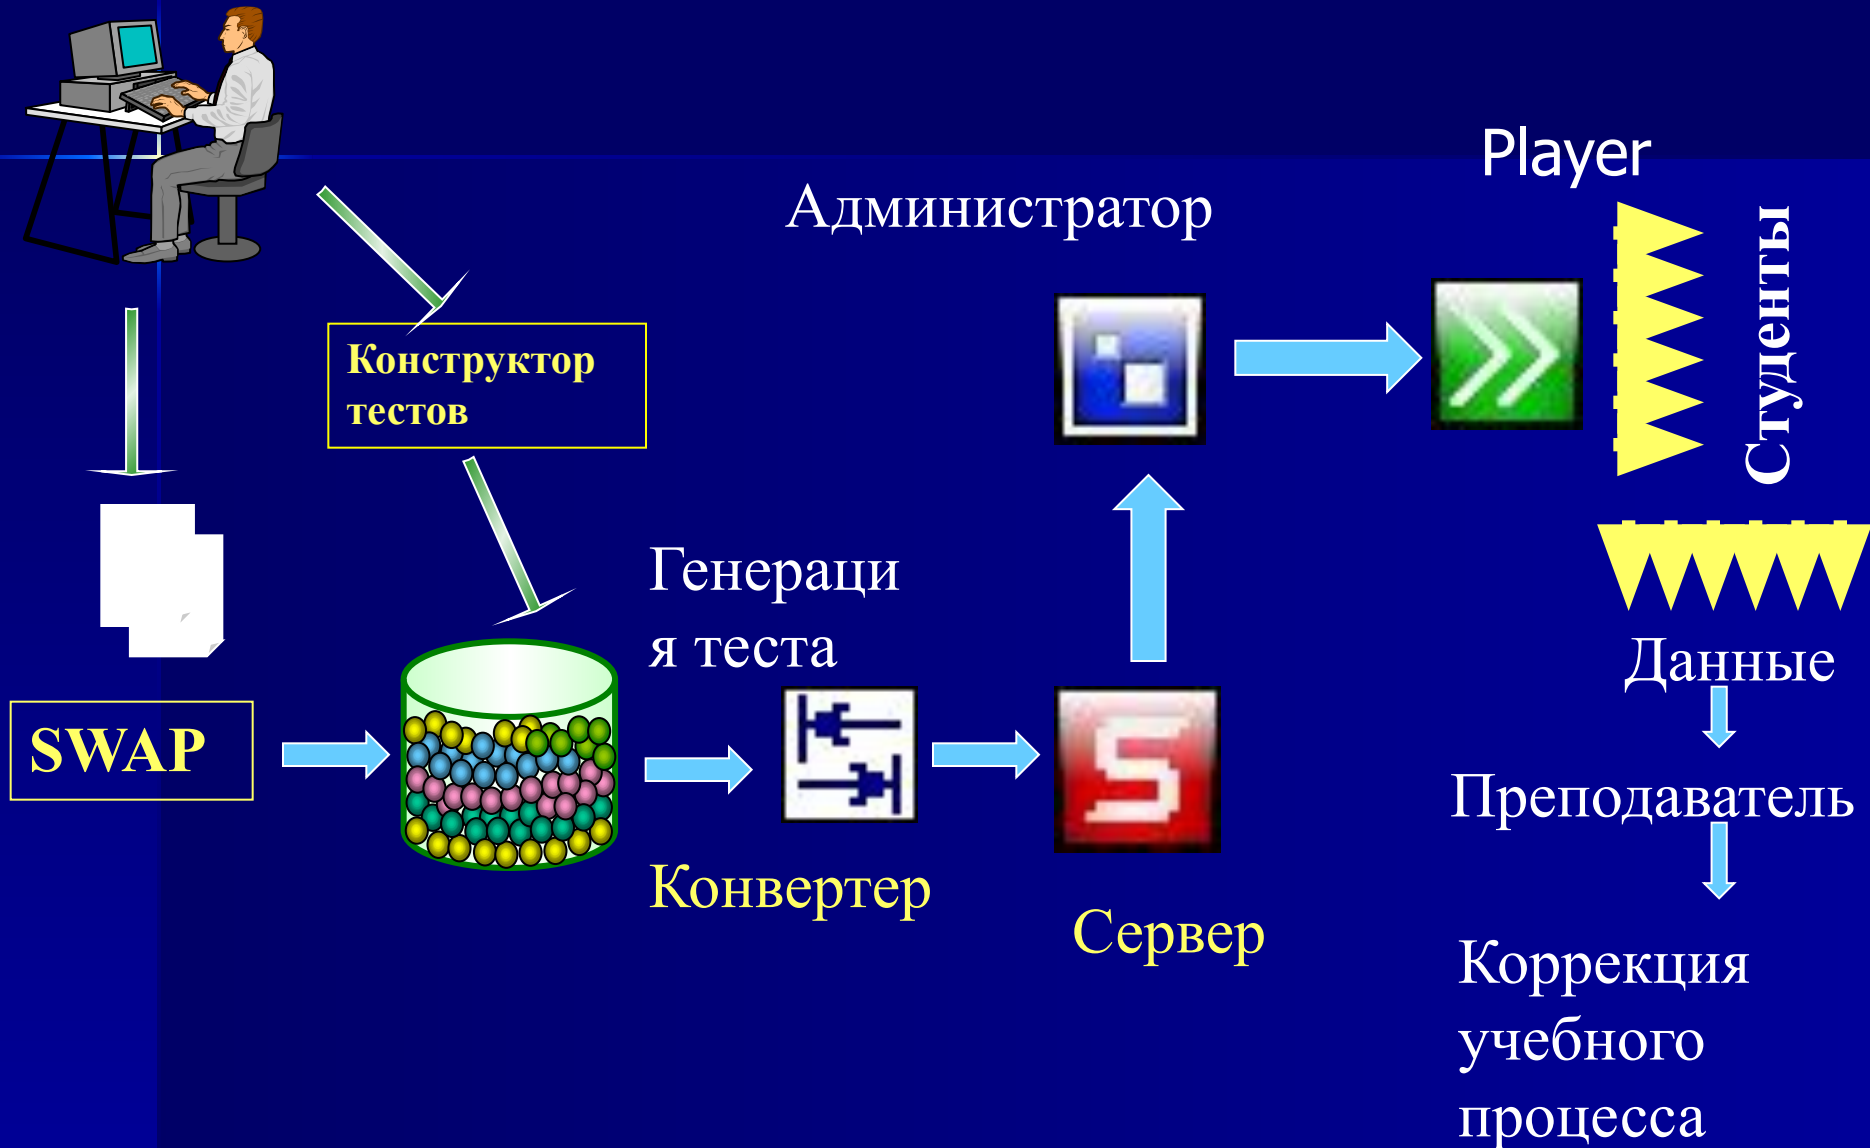 Player
Администратор
Студенты
Конструктор
тестов
Генераци
я теста
Данные
SWAP
Преподаватель
Конвертер
Сервер
Коррекция
учебного
процесса